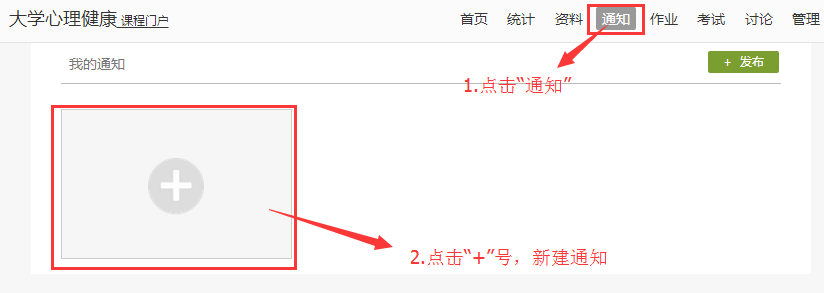 大学心理健康 课程门户 首页 统计 资料 通知 作业 考试 讨论 管理
我的通知 + 发布
1.点击“通知”
2.点击“+”号，新建通知